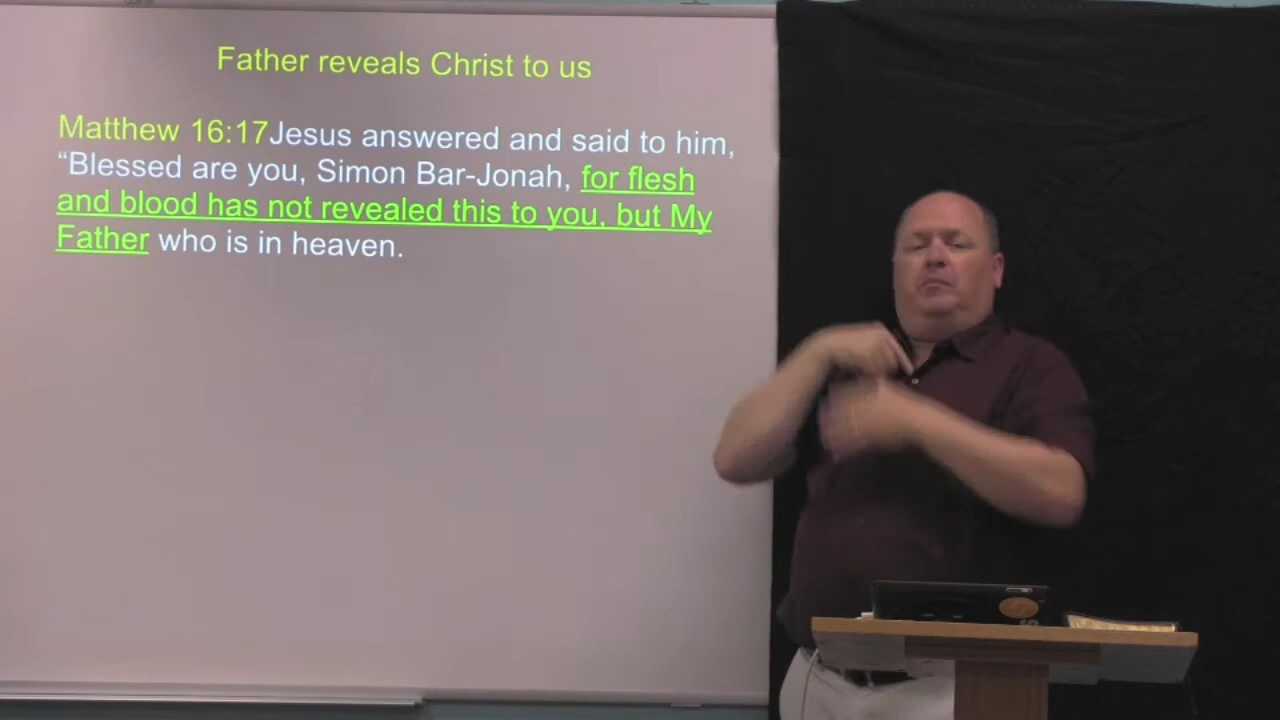 Father reveals Christ to us
Matthew 16:17Jesus answered and said to him,
“Blessed are you, Simon Bar-Jonah, for flesh
and blood has not revealed this to you, but My
Father who is in heaven.